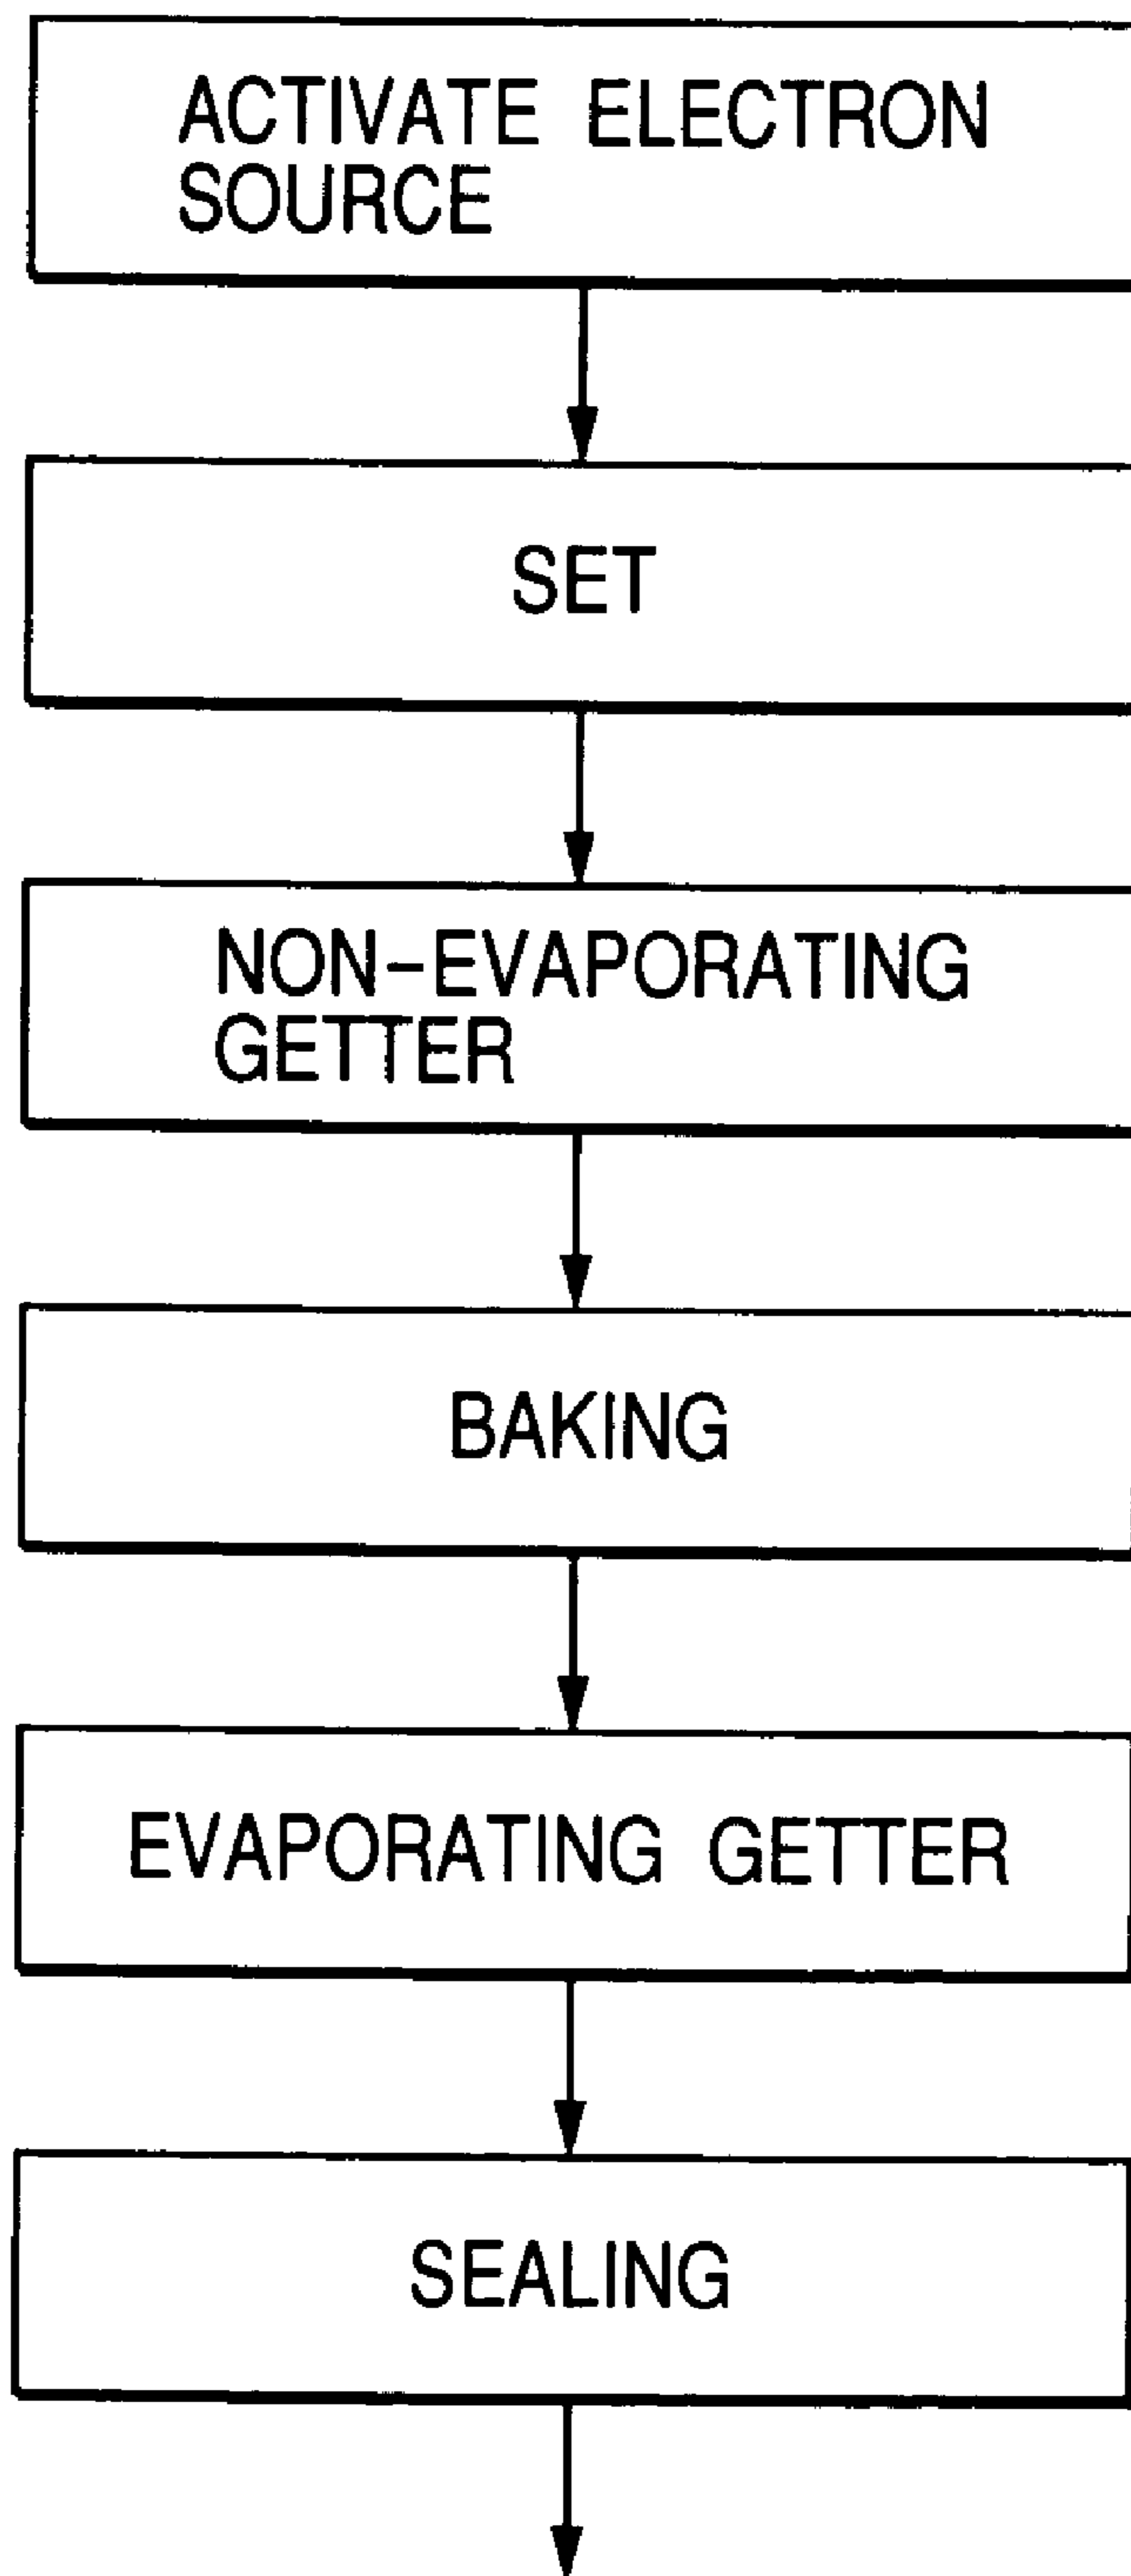 ACTIVATE ELECTRON
SOURCE
SET
NON-EVAPORATING
GETTER
BAKING
EVAPORATING GETTER
SEALING